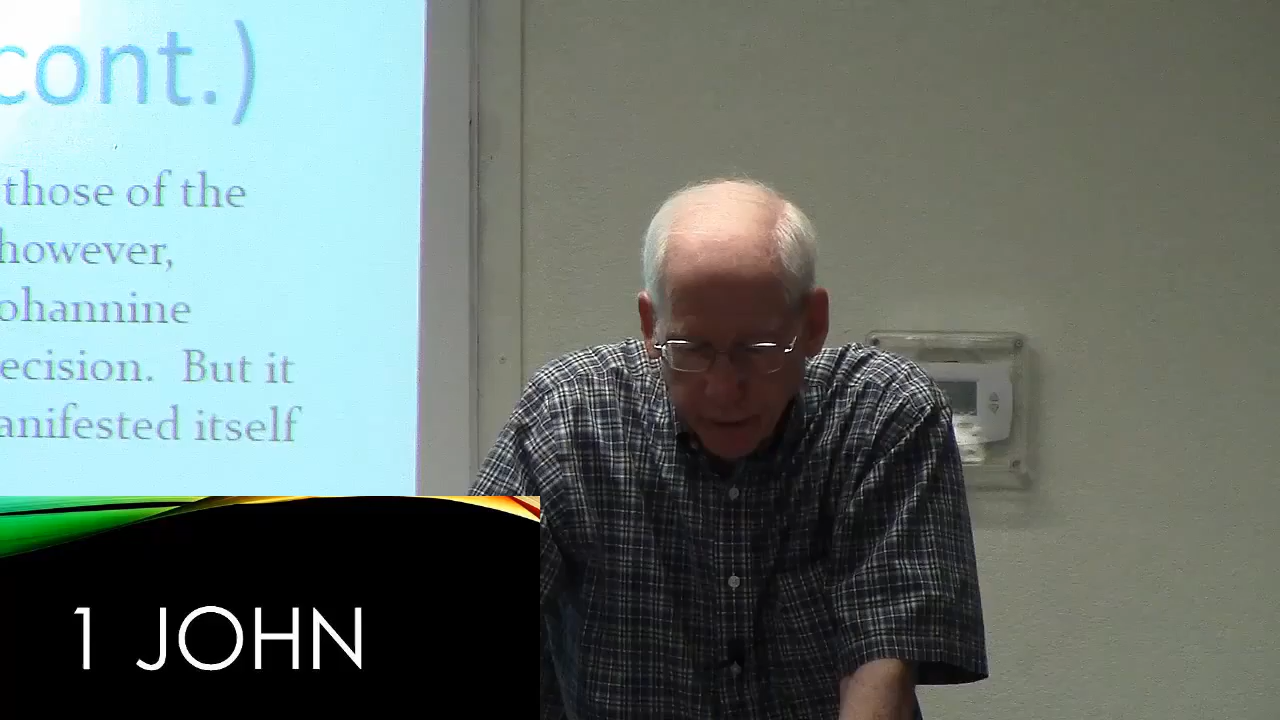 cont.)
those of the
however,
ohannine
ecision. But it
anifested itself
1 JOHN